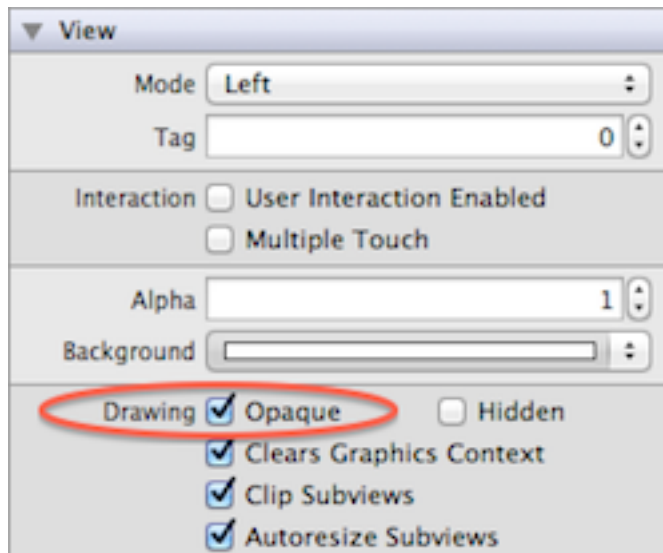 View
Mode Left
Tag 0
Interaction User Interaction Enabled
Multiple Touch
Alpha 1
Background
Drawing Opaque Hidden
Clears Graphics Context
Clip Subviews
Autoresize Subviews